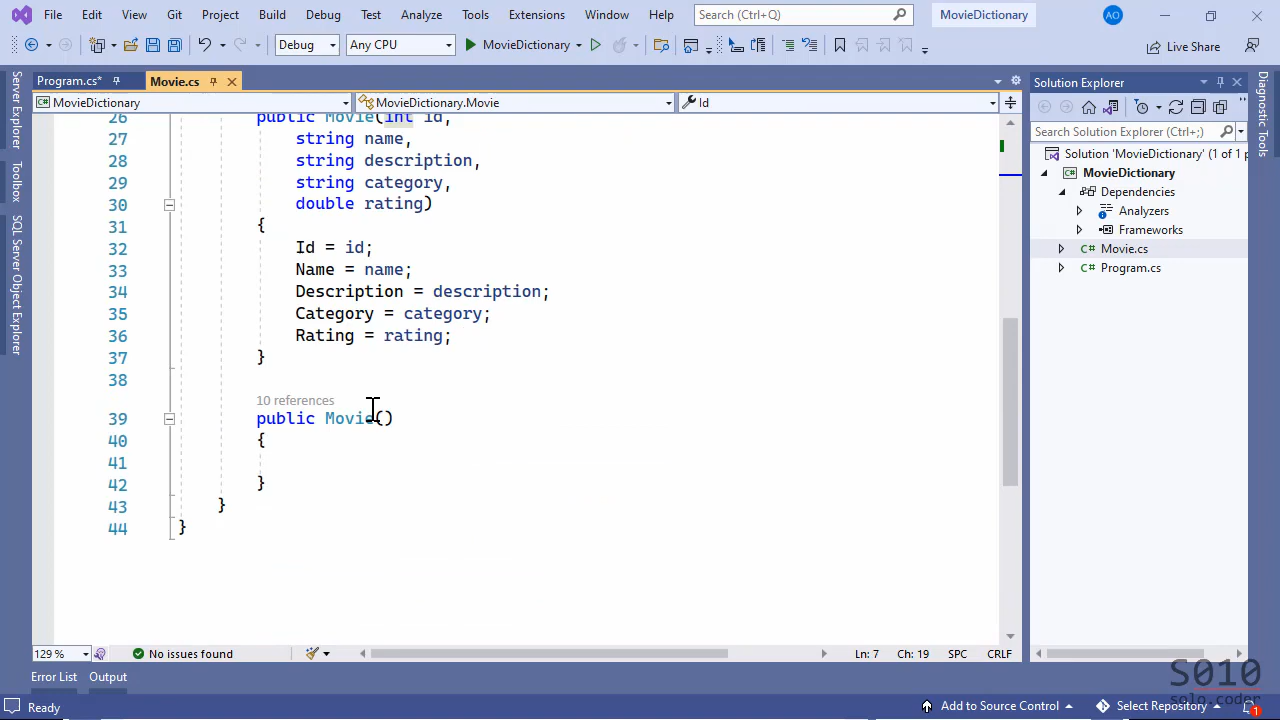 File Edit View Git Project Build Debug Test Analyze Tools Extensions Window Help Search (Ctrl+Q) MovieDictionary AO
Debug Any CPU MovieDictionary Live Share
Server Explorer
Toolbox
SQL Server Object Explorer
Program.cs* Movie.cs
MovieDictionary MovieDictionary.Movie Id
26 public Movie(int id,
27 string name,
28 string description,
29 string category,
30 double rating)
31 {
32 Id = id;
33 Name = name;
34 Description = description;
35 Category = category;
36 Rating = rating;
37 }
38
10 references
39 public Movie()
40 {
41
42 }
43 }
44 }
129 % No issues found Ln: 7 Ch: 19 SPC CRLF
Solution Explorer
Search Solution Explorer (Ctrl+;)
Solution 'MovieDictionary' (1 of 1 p
MovieDictionary
Dependencies
Analyzers
Frameworks
C# Movie.cs
C# Program.cs
Diagnostic Tools
Error List Output
S010
solo.coder
Ready Add to Source Control Select Repository 1